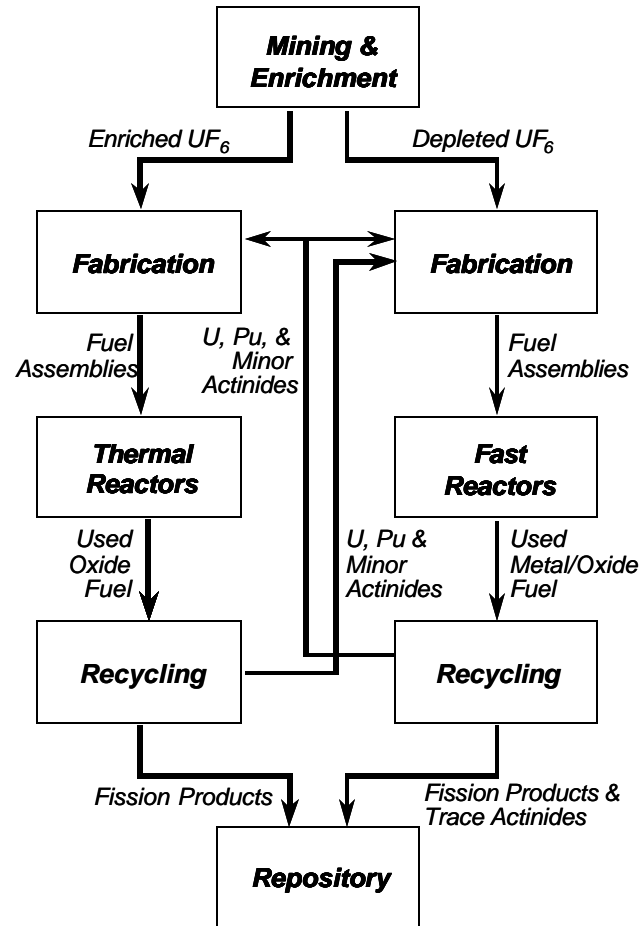 Mining &
Enrichment
Enriched UF6
Depleted UF6
Fabrication
Fabrication
Fuel
Assemblies
U, Pu, &
Minor
Actinides
Fuel
Assemblies
Thermal
Reactors
Fast
Reactors
Used
Oxide
Fuel
U, Pu &
Minor
Actinides
Used
Metal/Oxide
Fuel
Recycling
Recycling
Fission Products
Fission Products &
Trace Actinides
Repository